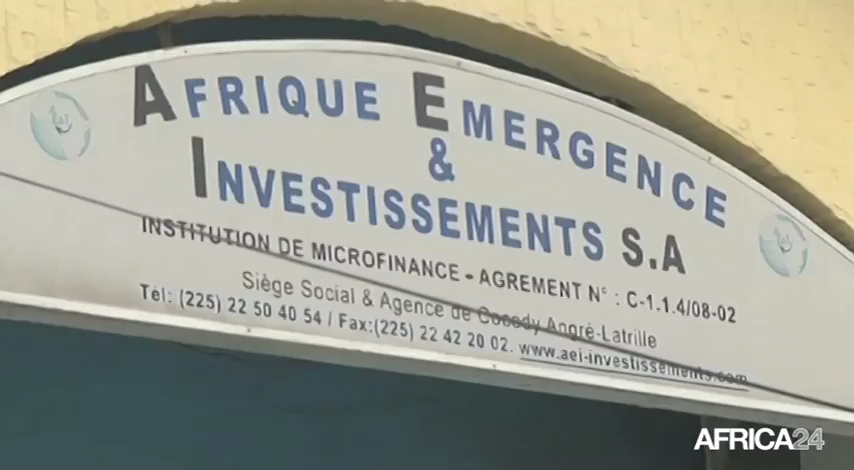 AFRIQUE EMERGENCE
&
INVESTISSEMENTS S.A
INSTITUTION DE MICROFINANCE - AGREMENT N° : C-1.1.4/08-02
Siège Social & Agence de Cocody Angré-Latrille
Tél: (225) 22 50 40 54 / Fax:(225) 22 42 20 02. www.aei-investissements.com
AFRICA24